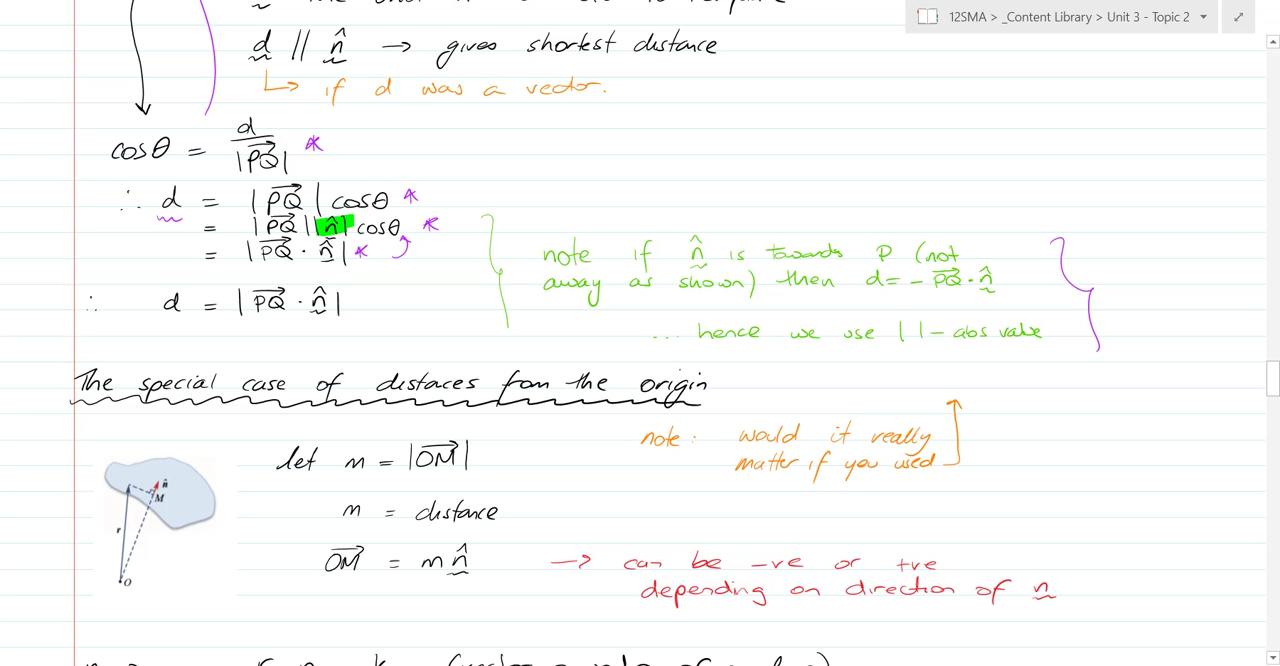 12SMA > _Content Library > Unit 3 - Topic 2
d // n̂ → gives shortest distance
↳ if d was a vector.
cosθ = d / |PQ| *
∴ d = |PQ| cosθ *
= |PQ||n̂| cosθ *
= |PQ · n̂| *
∴ d = |PQ · n̂|
note if n̂ is towards P (not
away as shown) then d = - PQ · n̂
... hence we use | | - abs value
The special case of distaces fom the origin
note: would it really
matter if you used
let m = |OM|
m = distance
OM = m n̂ → can be -ve or +ve
depending on direction of n
n̂
M
r
O